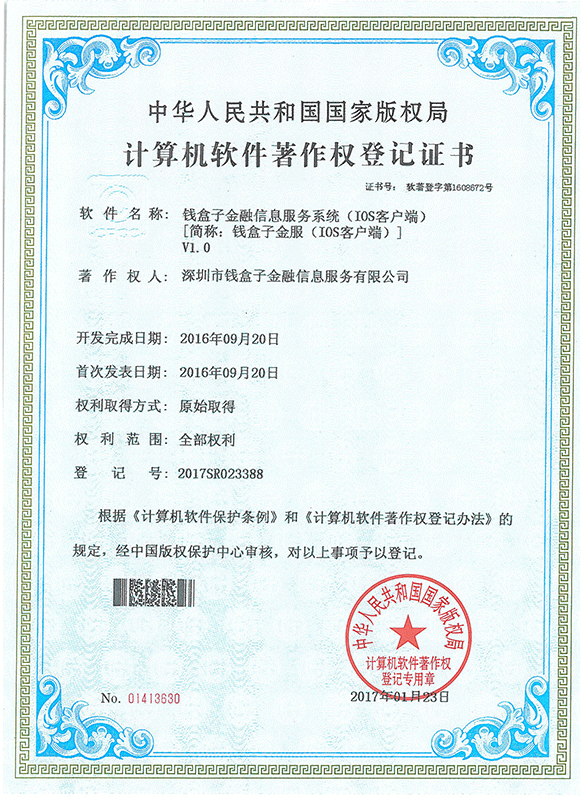 中华人民共和国国家版权局
计算机软件著作权登记证书
证书号： 软著登字第1608672号
软件名称： 钱盒子金融信息服务系统（IOS客户端）
[简称：钱盒子金服（IOS客户端）]
V1.0
著作权人： 深圳市钱盒子金融信息服务有限公司
开发完成日期： 2016年09月20日
首次发表日期： 2016年09月20日
权利取得方式： 原始取得
权利范围： 全部权利
登记号： 2017SR023388
根据《计算机软件保护条例》和《计算机软件著作权登记办法》的
规定，经中国版权保护中心审核，对以上事项予以登记。
中华人民共和国国家版权局
计算机软件著作权
登记专用章
No. 01413630
2017年01月23日